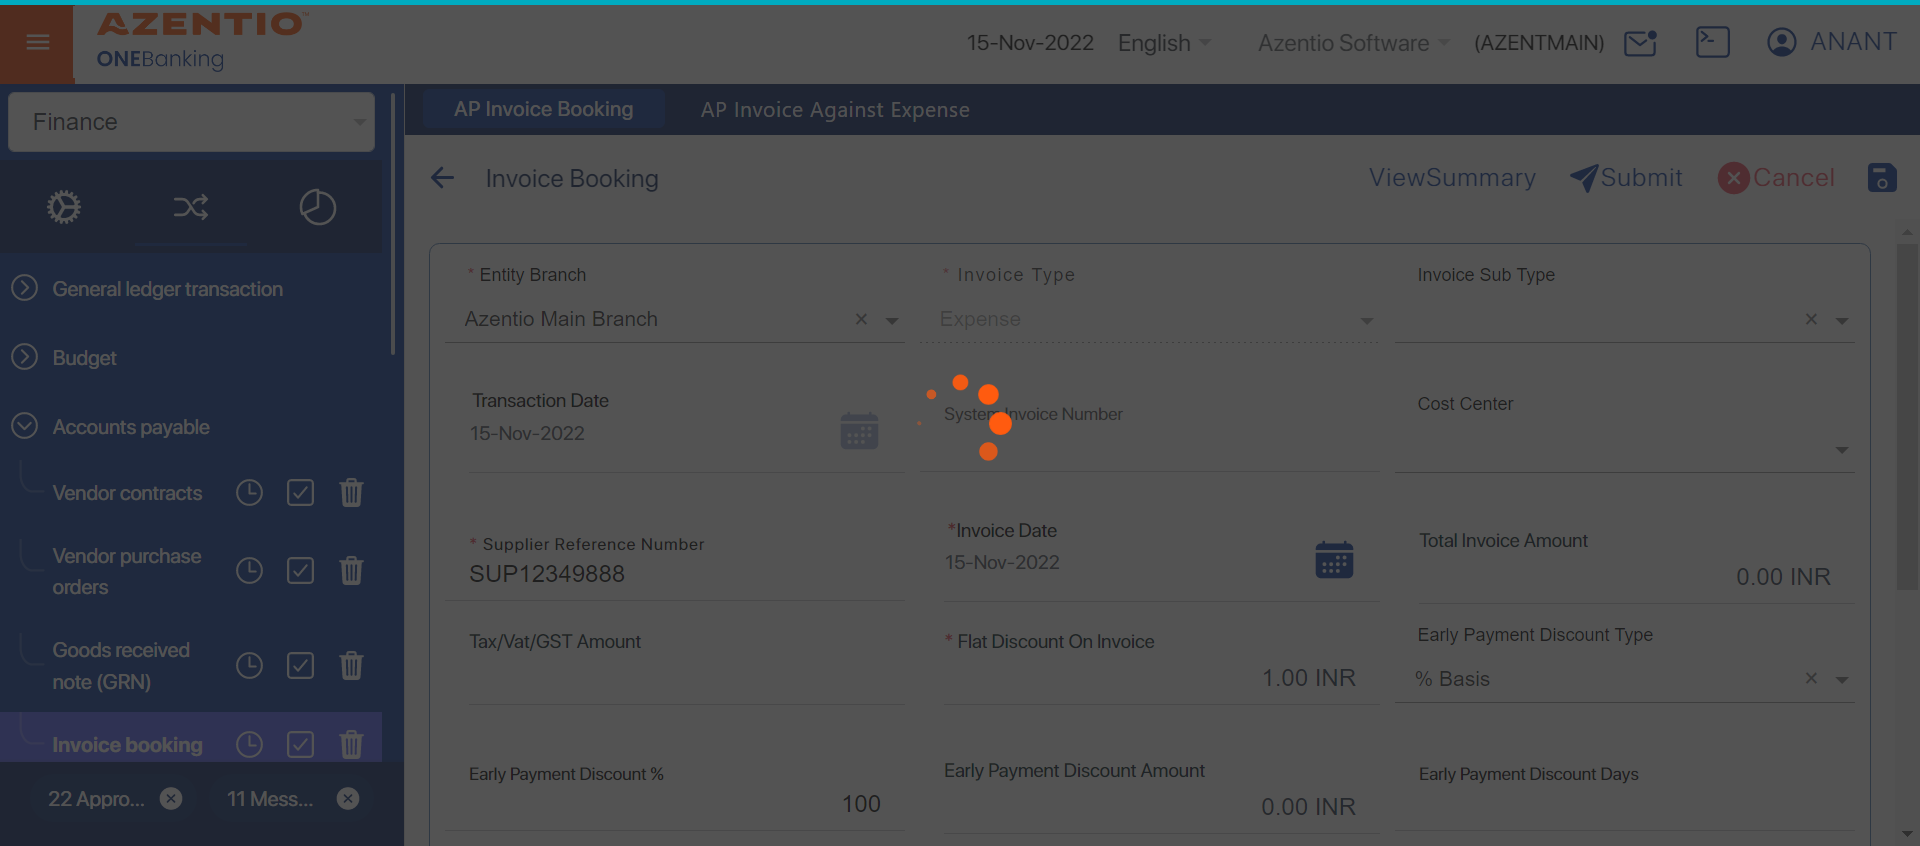 AZENTIO™
ONEBanking
15-Nov-2022 English Azentio Software (AZENTMAIN) ANANT
Finance
General ledger transaction
Budget
Accounts payable
Vendor contracts
Vendor purchase
orders
Goods received
note (GRN)
Invoice booking
22 Appro... 11 Mess...
AP Invoice Booking AP Invoice Against Expense
Invoice Booking ViewSummary Submit Cancel
* Entity Branch * Invoice Type Invoice Sub Type
Azentio Main Branch Expense
Transaction Date System Invoice Number Cost Center
15-Nov-2022
* Supplier Reference Number *Invoice Date Total Invoice Amount
SUP12349888 15-Nov-2022 0.00 INR
Tax/Vat/GST Amount * Flat Discount On Invoice Early Payment Discount Type
1.00 INR % Basis
Early Payment Discount % Early Payment Discount Amount Early Payment Discount Days
100 0.00 INR